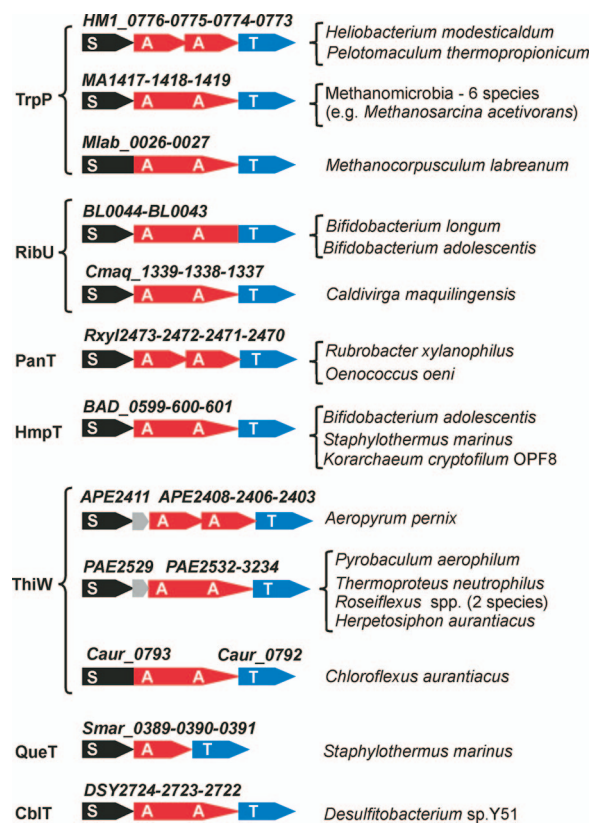 HM1_0776-0775-0774-0773
S A A T
Heliobacterium modesticaldum
Pelotomaculum thermopropionicum
TrpP
MA1417-1418-1419
S A A T
Methanomicrobia - 6 species
(e.g. Methanosarcina acetivorans)
Mlab_0026-0027
S A A T
Methanocorpusculum labreanum
RibU
BL0044-BL0043
S A A T
Bifidobacterium longum
Bifidobacterium adolescentis
Cmaq_1339-1338-1337
S A A T
Caldivirga maquilingensis
PanT
Rxyl2473-2472-2471-2470
S A A T
Rubrobacter xylanophilus
Oenococcus oeni
HmpT
BAD_0599-600-601
S A A T
Bifidobacterium adolescentis
Staphylothermus marinus
Korarchaeum cryptofilum OPF8
ThiW
APE2411 APE2408-2406-2403
S A A T
Aeropyrum pernix
PAE2529 PAE2532-3234
S A A T
Pyrobaculum aerophilum
Thermoproteus neutrophilus
Roseiflexus spp. (2 species)
Herpetosiphon aurantiacus
Caur_0793 Caur_0792
S A A T
Chloroflexus aurantiacus
QueT
Smar_0389-0390-0391
S A T
Staphylothermus marinus
CblT
DSY2724-2723-2722
S A A T
Desulfitobacterium sp.Y51